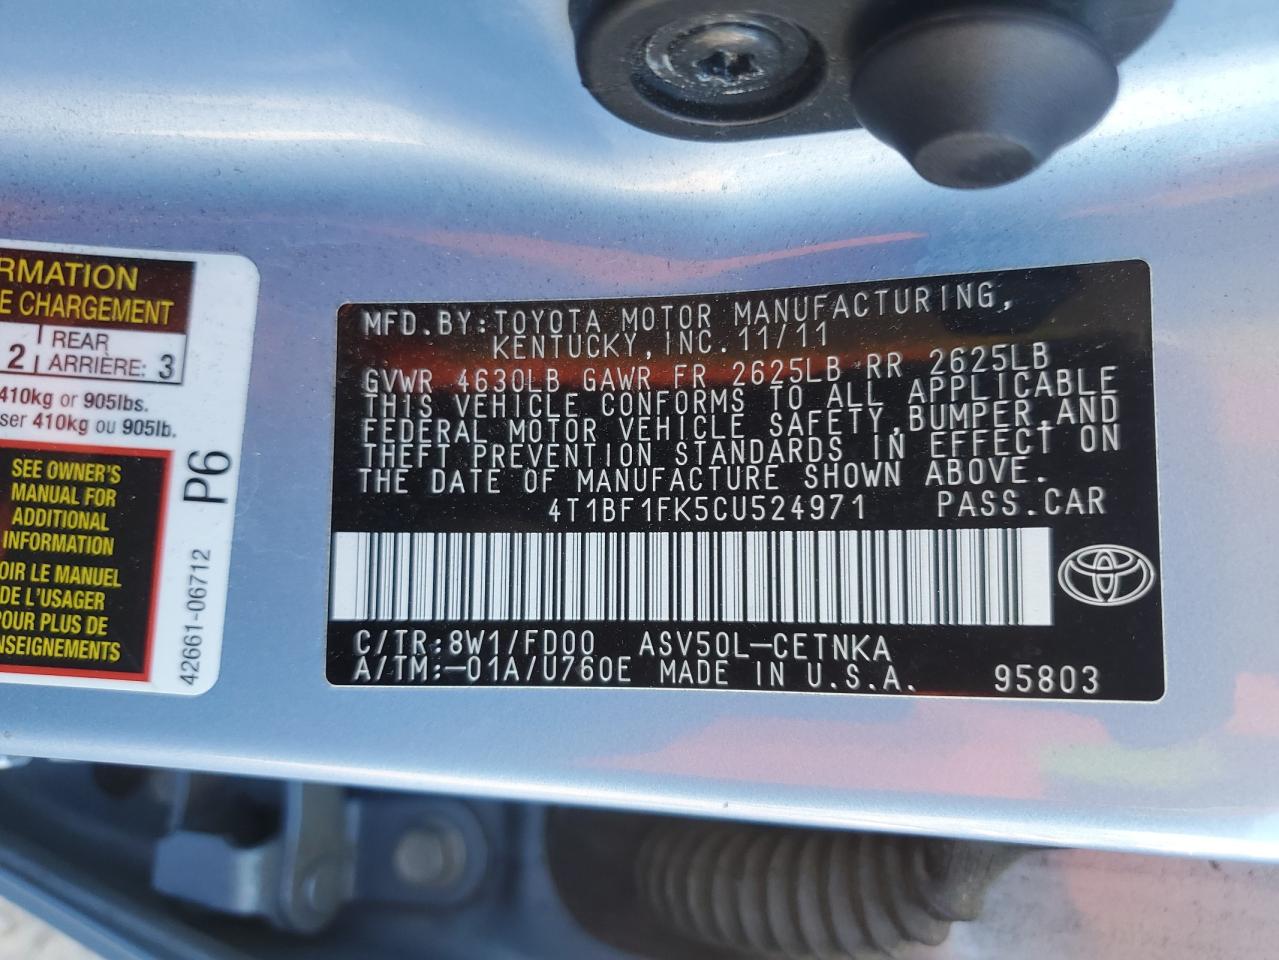 RMATION
E CHARGEMENT
2 REAR
ARRIÈRE: 3
410kg or 905lbs.
ser 410kg ou 905lb.
SEE OWNER'S
MANUAL FOR
ADDITIONAL
INFORMATION
OIR LE MANUEL
DE L'USAGER
POUR PLUS DE
NSEIGNEMENTS
P6
42661-06712
MFD.BY:TOYOTA MOTOR MANUFACTURING,
KENTUCKY,INC.11/11
GVWR 4630LB GAWR FR 2625LB RR 2625LB
THIS VEHICLE CONFORMS TO ALL APPLICABLE
FEDERAL MOTOR VEHICLE SAFETY,BUMPER,AND
THEFT PREVENTION STANDARDS IN EFFECT ON
THE DATE OF MANUFACTURE SHOWN ABOVE.
4T1BF1FK5CU524971 PASS.CAR
C/TR:8W1/FD00 ASV50L-CETNKA
A/TM:-01A/U760E MADE IN U.S.A. 95803